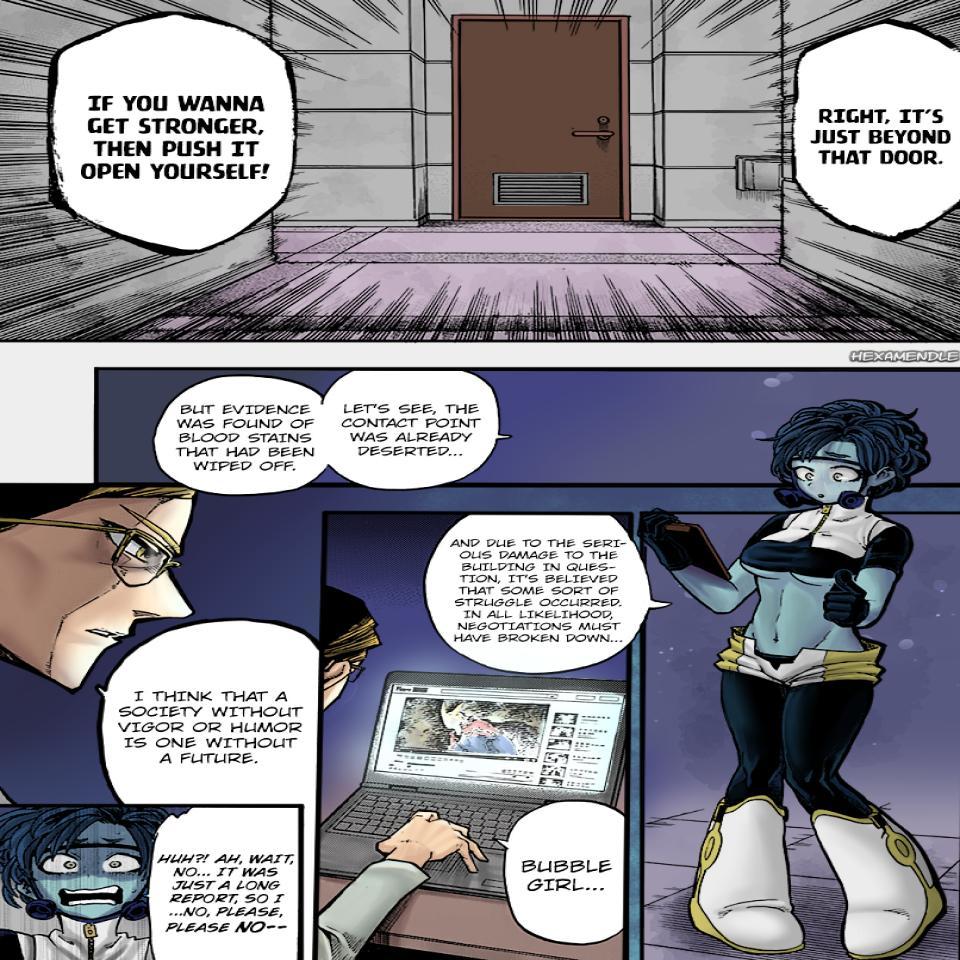 RIGHT, IT'S
JUST BEYOND
THAT DOOR.
IF YOU WANNA
GET STRONGER,
THEN PUSH IT
OPEN YOURSELF!
HEXAMENDLE
LET'S SEE, THE
CONTACT POINT
WAS ALREADY
DESERTED...
BUT EVIDENCE
WAS FOUND OF
BLOOD STAINS
THAT HAD BEEN
WIPED OFF.
AND DUE TO THE SERI-
OUS DAMAGE TO THE
BUILDING IN QUES-
TION, IT'S BELIEVED
THAT SOME SORT OF
STRUGGLE OCCURRED.
IN ALL LIKELIHOOD,
NEGOTIATIONS MUST
HAVE BROKEN DOWN...
BUBBLE
GIRL...
I THINK THAT A
SOCIETY WITHOUT
VIGOR OR HUMOR
IS ONE WITHOUT
A FUTURE.
HUH?! AH, WAIT,
NO... IT WAS
JUST A LONG
REPORT, SO I
...NO, PLEASE,
PLEASE NO--